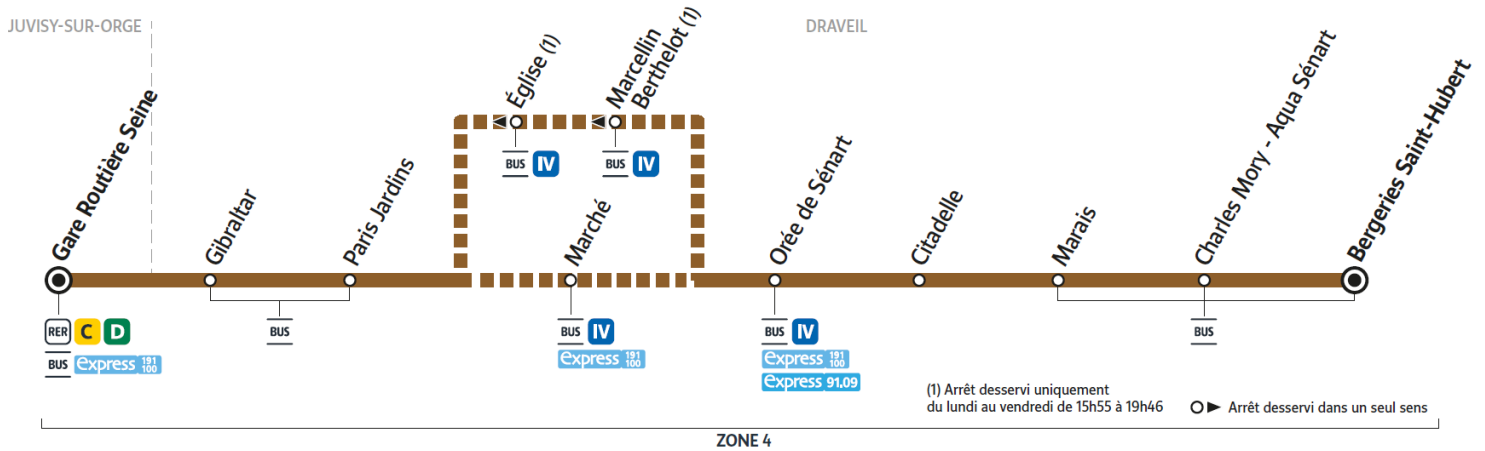 JUVISY-SUR-ORGE
DRAVEIL
Gare Routière Seine
Gibraltar
Paris Jardins
Église (1)
Marcellin
Berthelot (1)
Marché
Orée de Sénart
Citadelle
Marais
Charles Mory - Aqua Sénart
Bergeries Saint-Hubert
BUS IV
BUS IV
RER C D
BUS express 191 100
BUS
BUS IV
express 191 100
BUS IV
express 191 100
express 91.09
BUS
(1) Arrêt desservi uniquement
du lundi au vendredi de 15h55 à 19h46
Arrêt desservi dans un seul sens
ZONE 4